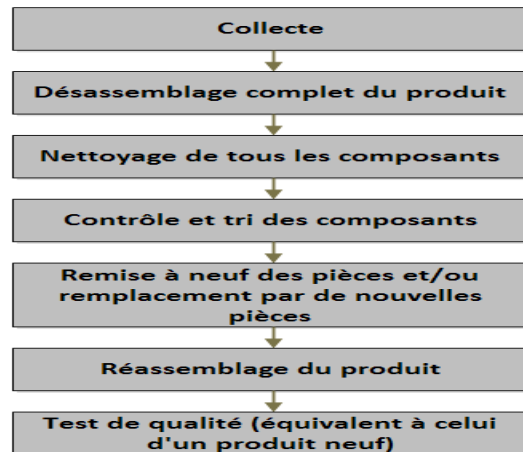 Collecte
Désassemblage complet du produit
Nettoyage de tous les composants
Contrôle et tri des composants
Remise à neuf des pièces et/ou
remplacement par de nouvelles
pièces
Réassemblage du produit
Test de qualité (équivalent à celui
d'un produit neuf)